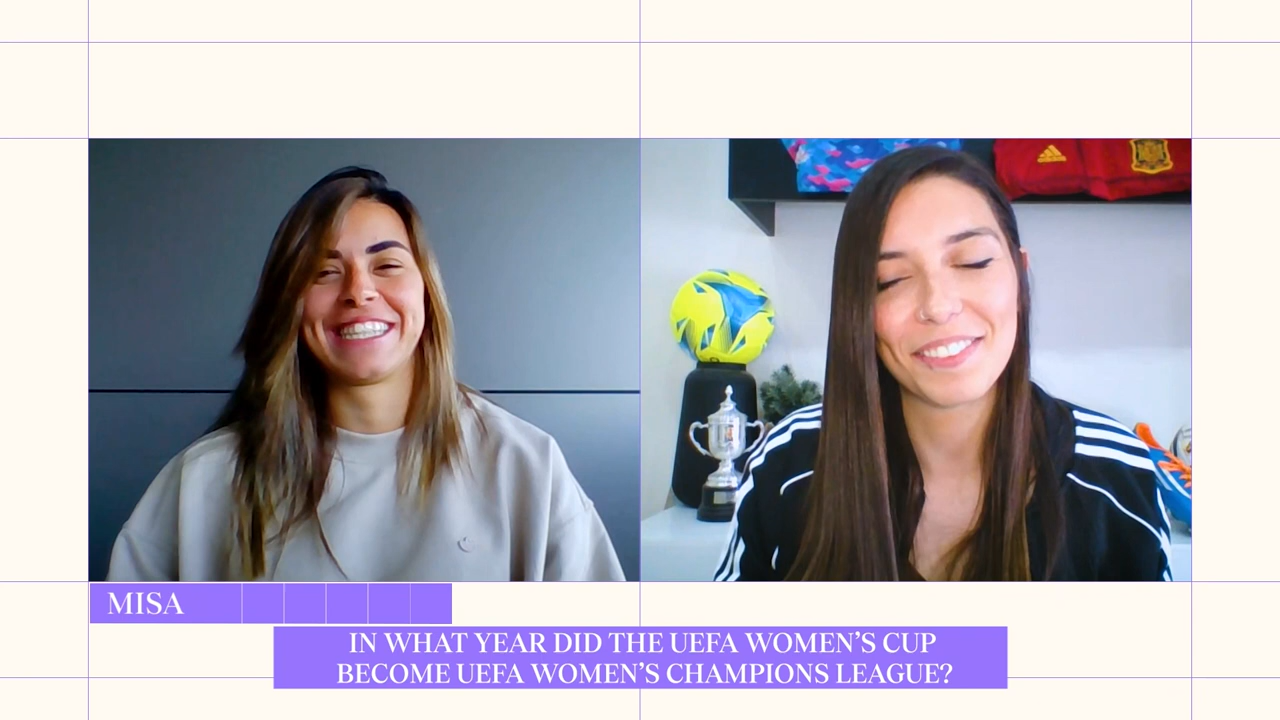 MISA
IN WHAT YEAR DID THE UEFA WOMEN’S CUP
BECOME UEFA WOMEN’S CHAMPIONS LEAGUE?